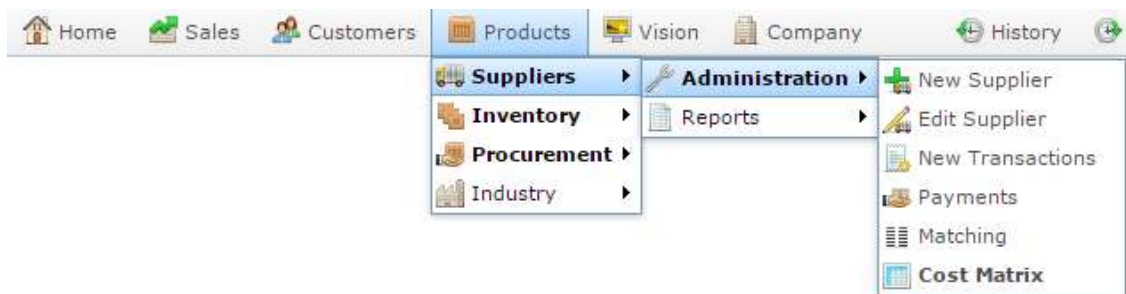 Home Sales Customers Products Vision Company History
Suppliers Administration New Supplier
Inventory Reports Edit Supplier
Procurement New Transactions
Industry Payments
Matching
Cost Matrix